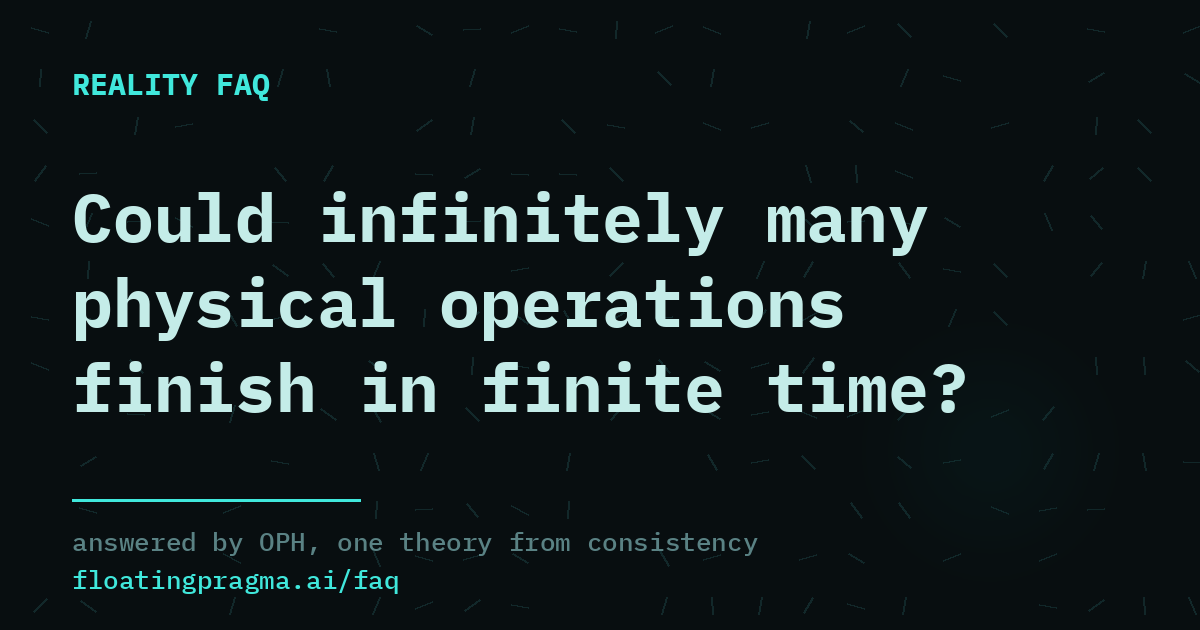 REALITY FAQ
Could infinitely many
physical operations
finish in finite time?
answered by OPH, one theory from consistency
floatingpragma.ai/faq